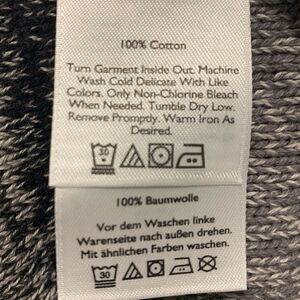 100% Cotton
Turn Garment Inside Out. Machine
Wash Cold Delicate With Like
Colors. Only Non-Chlorine Bleach
When Needed. Tumble Dry Low.
Remove Promptly. Warm Iron As
Desired.
30
100% Baumwolle
Vor dem Waschen linke
Warenseite nach außen drehen.
Mit ähnlichen Farben waschen.
30